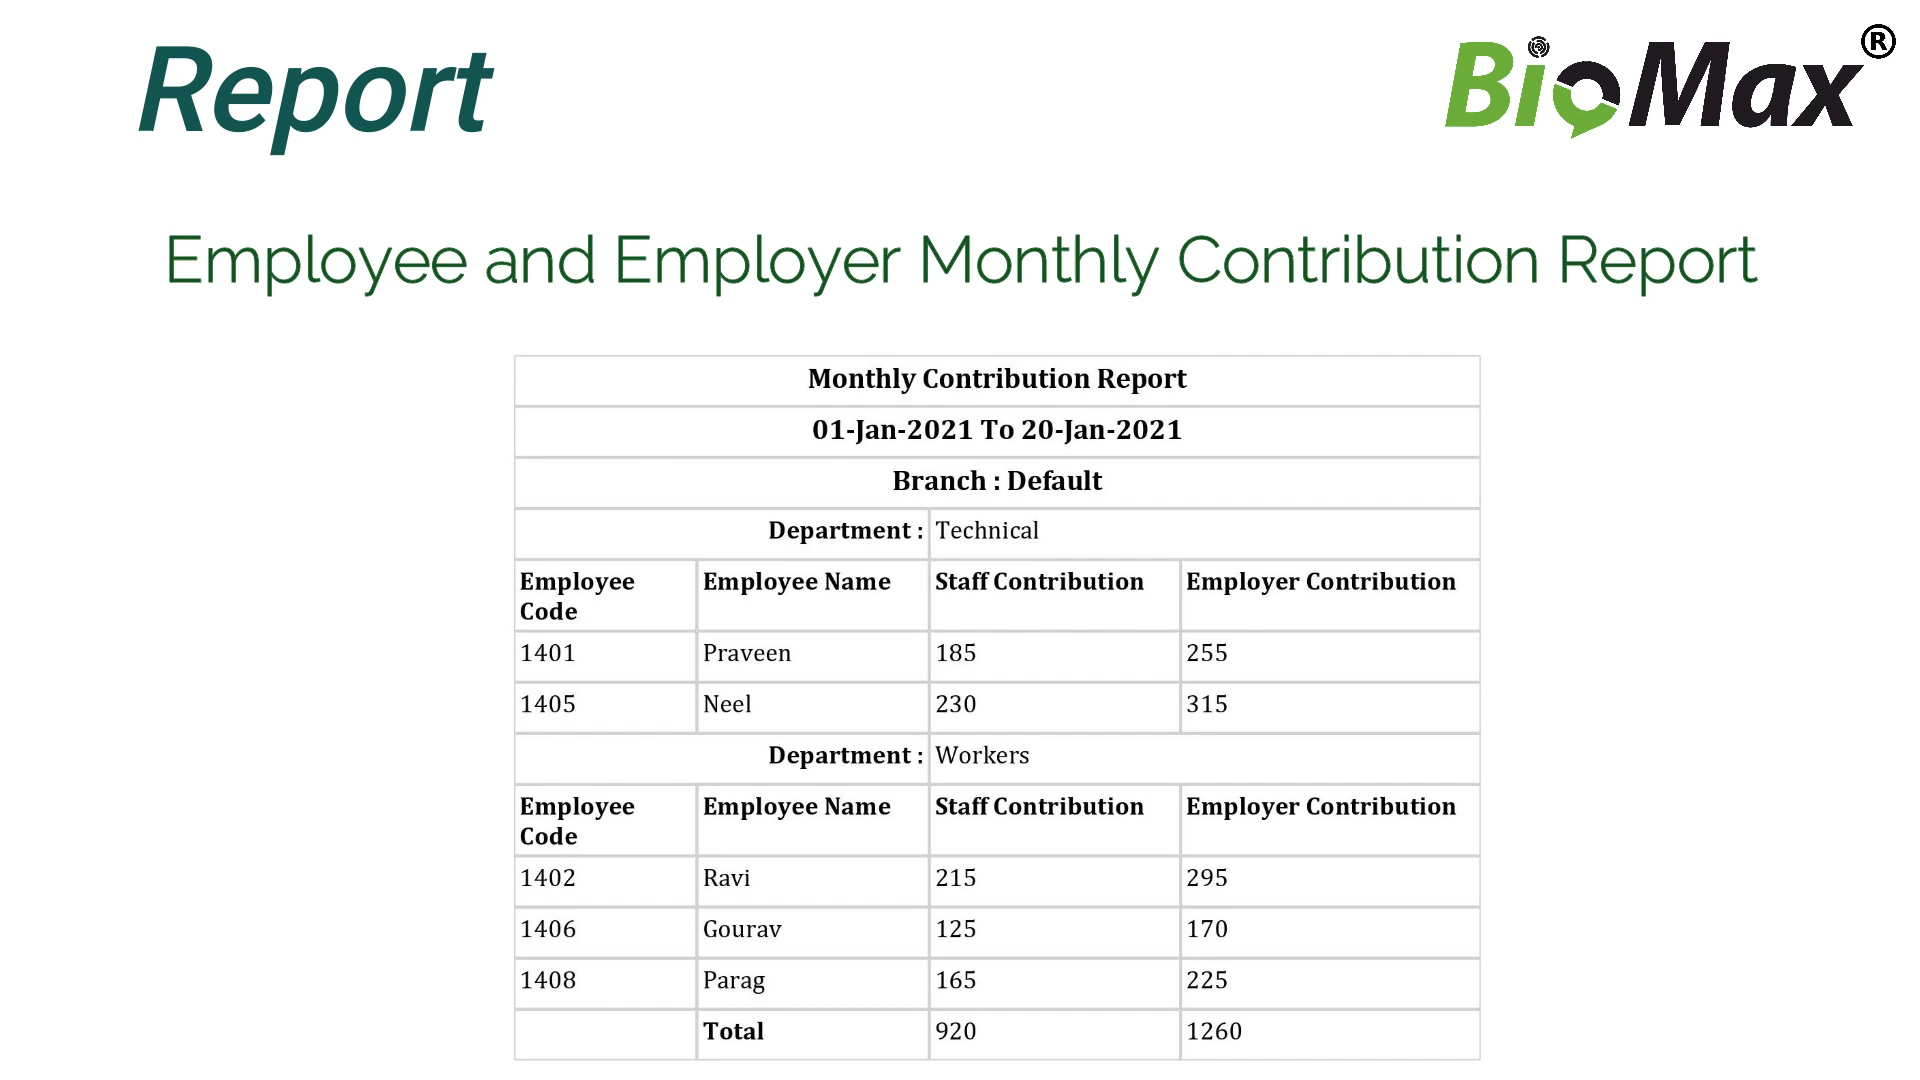 Report
BioMax®
Employee and Employer Monthly Contribution Report
Monthly Contribution Report
01-Jan-2021 To 20-Jan-2021
Branch : Default
Department : Technical
Employee Code Employee Name Staff Contribution Employer Contribution
1401 Praveen 185 255
1405 Neel 230 315
Department : Workers
Employee Code Employee Name Staff Contribution Employer Contribution
1402 Ravi 215 295
1406 Gourav 125 170
1408 Parag 165 225
Total 920 1260